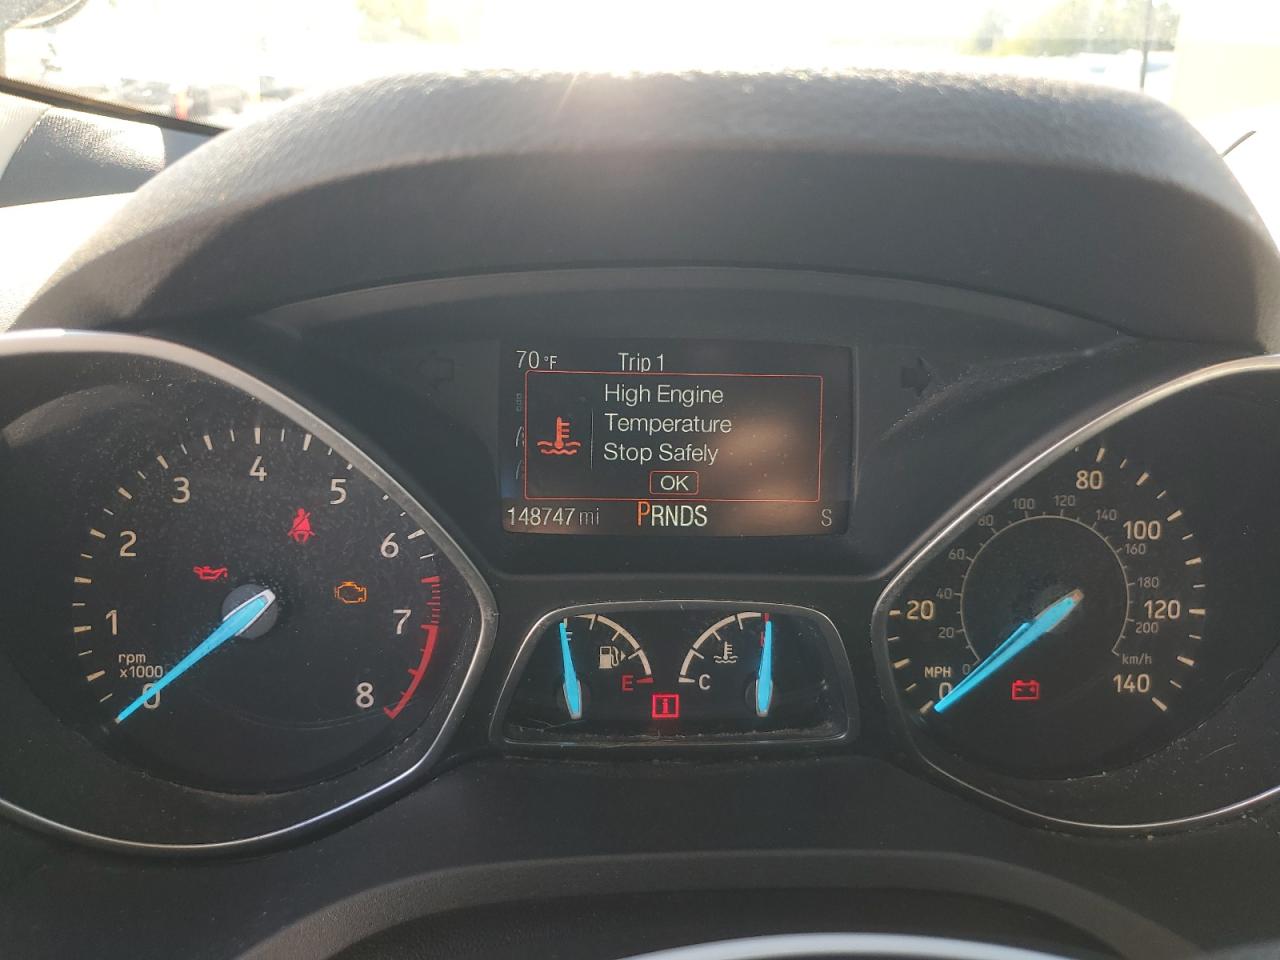 70 °F Trip 1
High Engine
Temperature
Stop Safely
OK
148747 mi PRNDS S
0 1 2 3 4 5 6 7 8
rpm
x1000
E
C
i
MPH
0 20 80 100 120 140
0 20 40 60 80 100 120 140 160 180 200
km/h